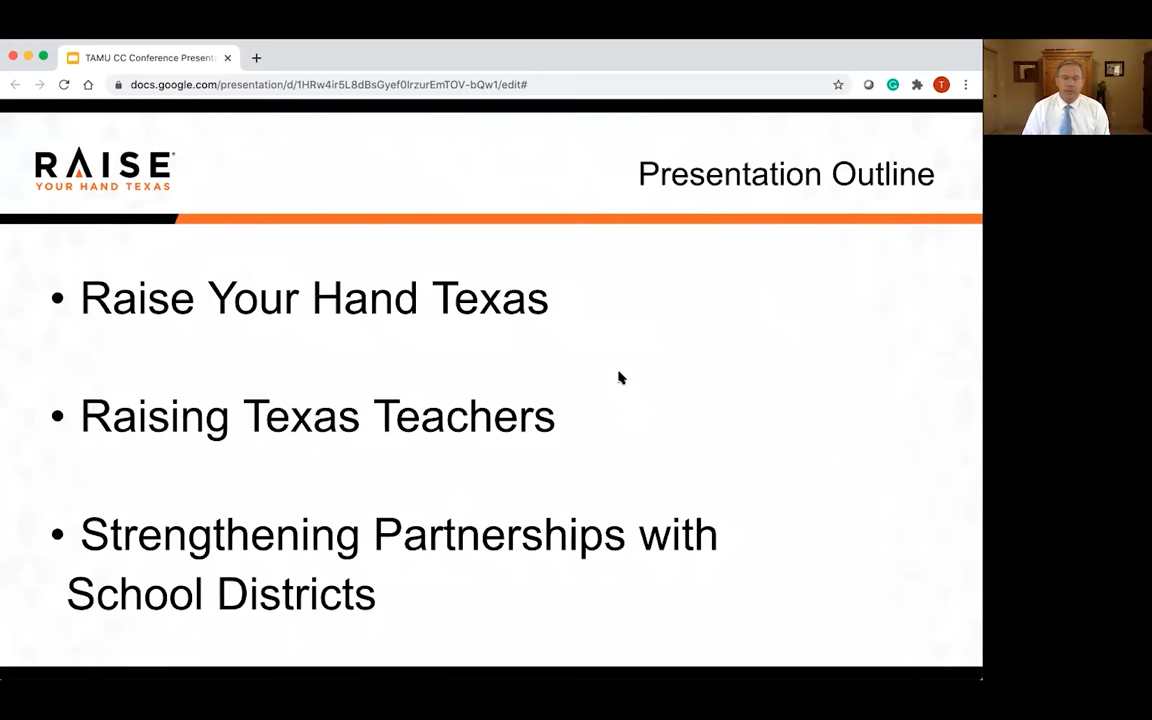 TAMU CC Conference Present
docs.google.com/presentation/d/1HRw4ir5L8dBsGyef0lrzurEmTOV-bQw1/edit#
T
RAISE
YOUR HAND TEXAS
Presentation Outline
• Raise Your Hand Texas
• Raising Texas Teachers
• Strengthening Partnerships with
School Districts